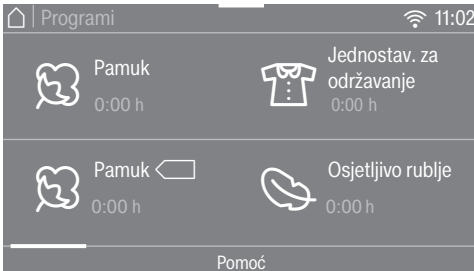 Programi
11:02
Pamuk
0:00 h
Jednostav. za
održavanje
0:00 h
Pamuk
0:00 h
Osjetljivo rublje
0:00 h
Pomoć